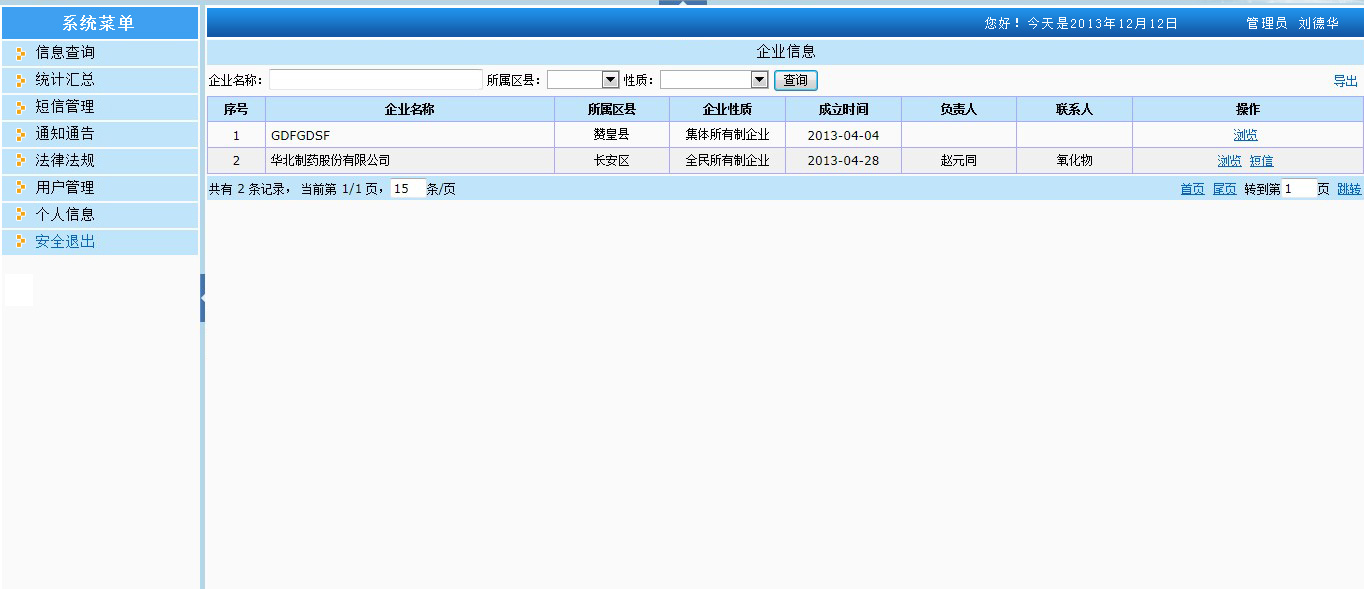 系统菜单
信息查询
统计汇总
短信管理
通知通告
法律法规
用户管理
个人信息
安全退出
您好！今天是2013年12月12日 管理员 刘德华
企业信息
企业名称： 所属区县： 性质： 查询 导出
序号 企业名称 所属区县 企业性质 成立时间 负责人 联系人 操作
1 GDFGDSF 赞皇县 集体所有制企业 2013-04-04 浏览
2 华北制药股份有限公司 长安区 全民所有制企业 2013-04-28 赵元同 氧化物 浏览 短信
共有 2 条记录， 当前第 1/1 页， 15 条/页 首页 尾页 转到第 1 页 跳转